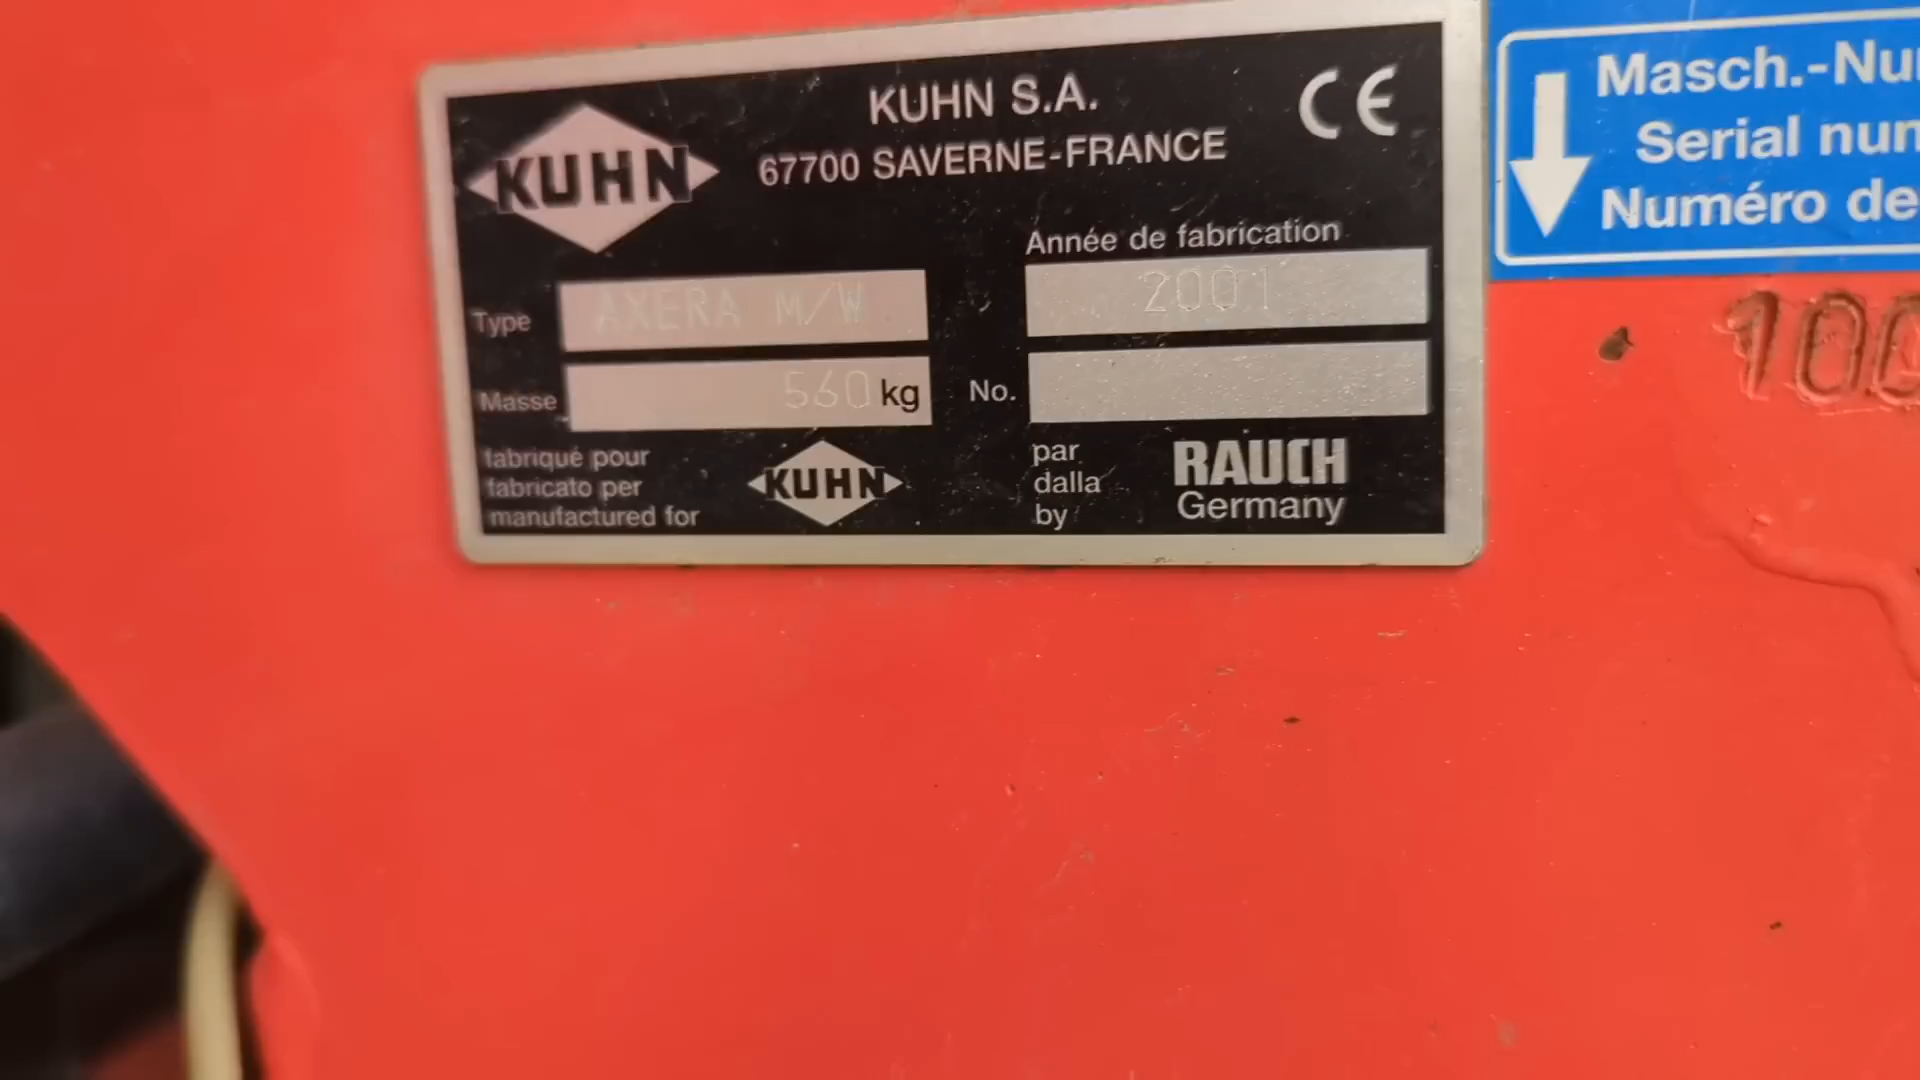 KUHN
KUHN S.A.
67700 SAVERNE-FRANCE
CE
Année de fabrication
2001
Type AXERA M/W
Masse 560 kg
No.
fabriqué pour
fabricato per
manufactured for
KUHN
par
dalla
by
RAUCH
Germany
Masch.-Nu
Serial num
Numéro de
100